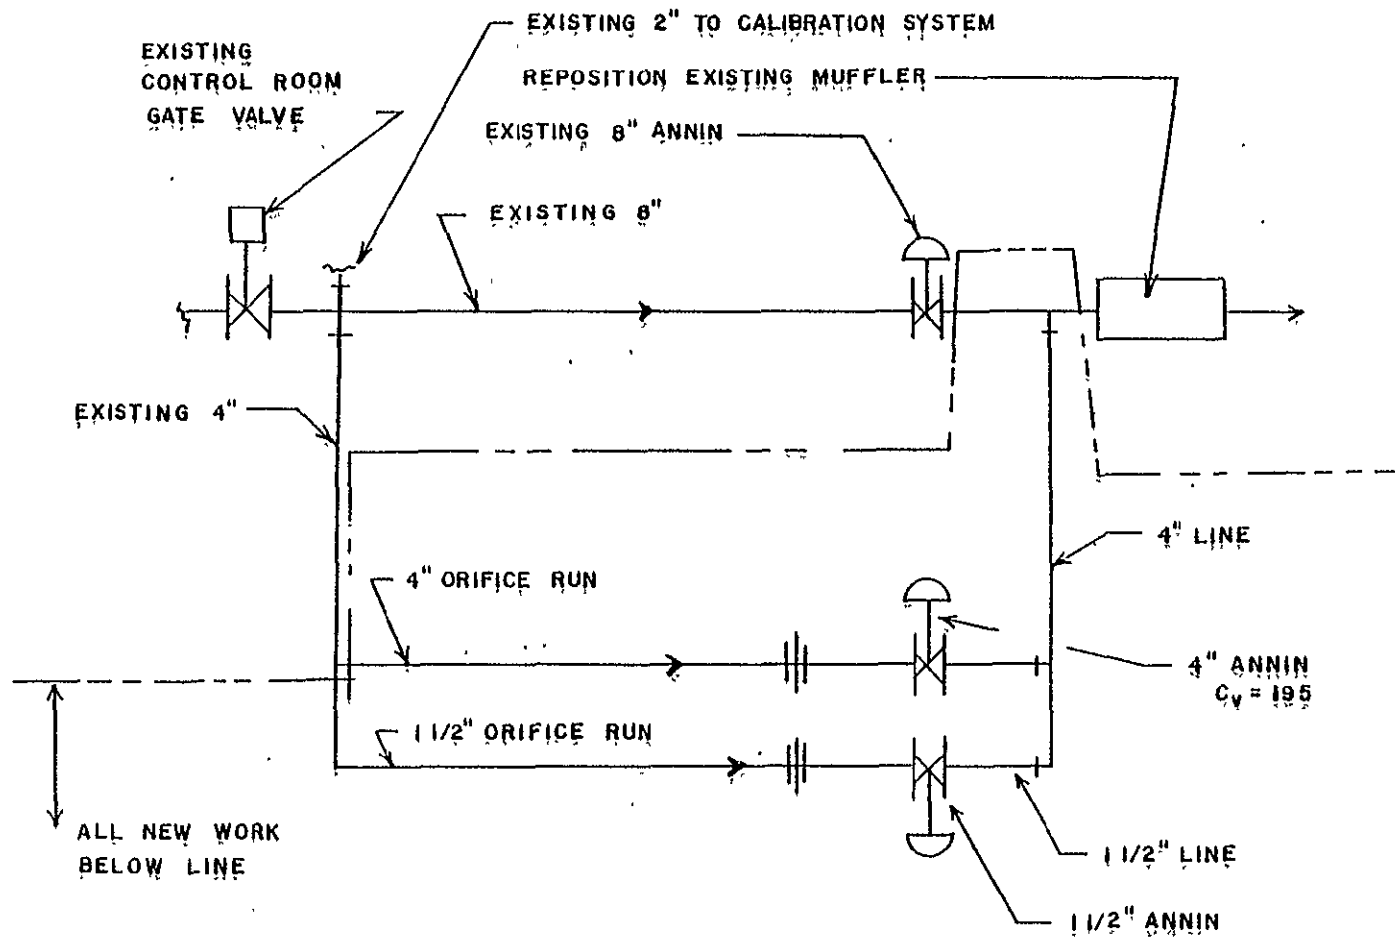 EXISTING 2" TO CALIBRATION SYSTEM
EXISTING
CONTROL ROOM
GATE VALVE
REPOSITION EXISTING MUFFLER
EXISTING 8" ANNIN
EXISTING 8"
EXISTING 4"
4" LINE
4" ORIFICE RUN
4" ANNIN
CV = 195
1 1/2" ORIFICE RUN
ALL NEW WORK
BELOW LINE
1 1/2" LINE
1 1/2" ANNIN